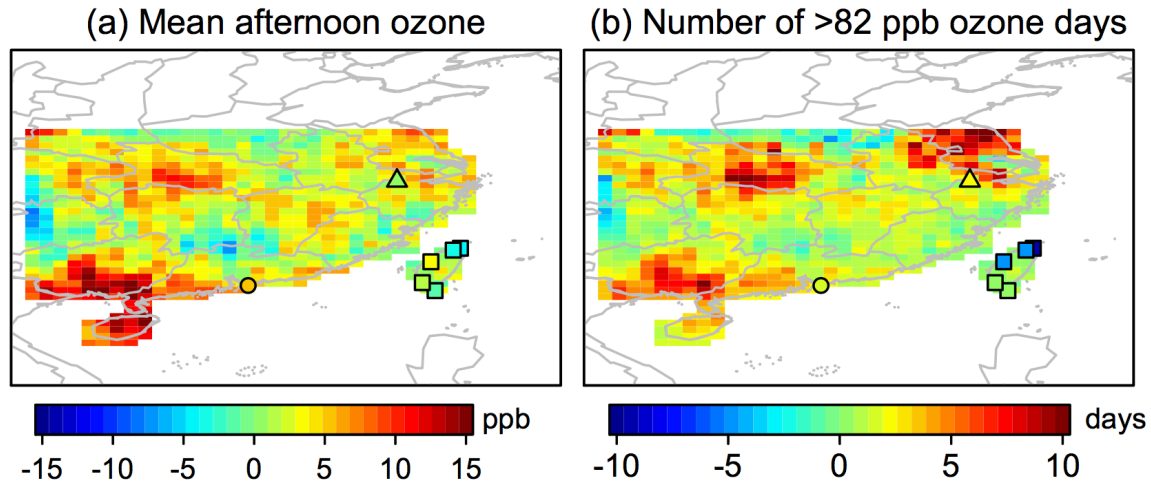 (a) Mean afternoon ozone
(b) Number of >82 ppb ozone days
ppb
-15 -10 -5 0 5 10 15
days
-10 -5 0 5 10